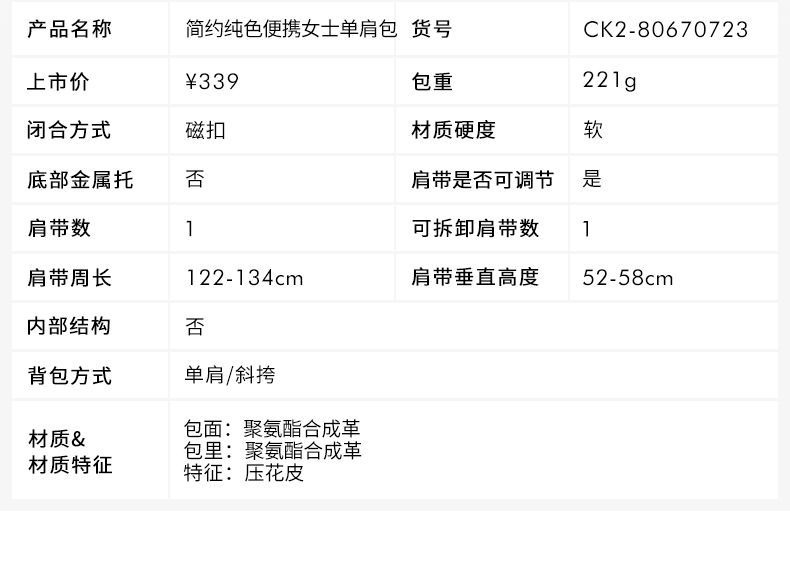 产品名称 简约纯色便携女士单肩包 货号 CK2-80670723
上市价 ¥339 包重 221g
闭合方式 磁扣 材质硬度 软
底部金属托 否 肩带是否可调节 是
肩带数 1 可拆卸肩带数 1
肩带周长 122-134cm 肩带垂直高度 52-58cm
内部结构 否
背包方式 单肩/斜挎
材质&
材质特征
包面：聚氨酯合成革
包里：聚氨酯合成革
特征：压花皮